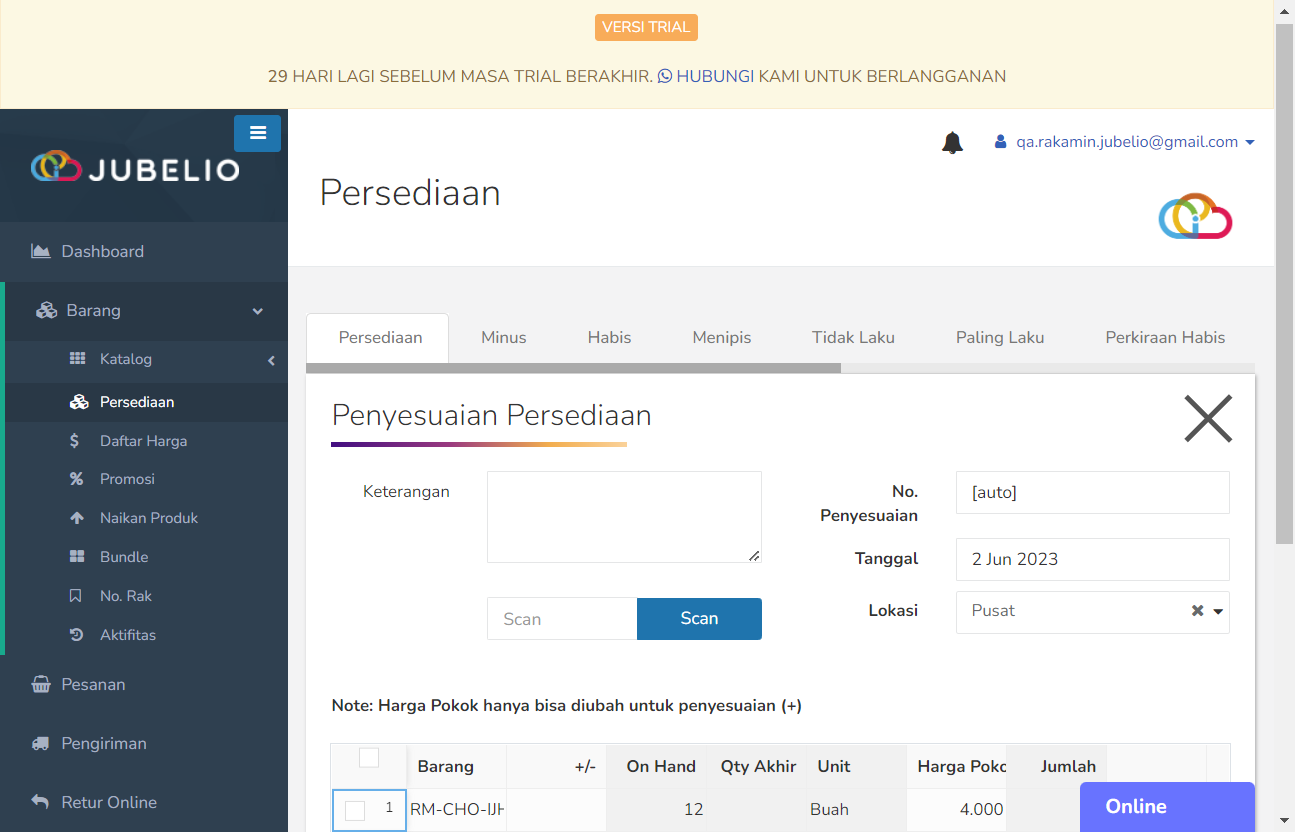 VERSI TRIAL
29 HARI LAGI SEBELUM MASA TRIAL BERAKHIR. HUBUNGI KAMI UNTUK BERLANGGANAN
JUBELIO
qa.rakamin.jubelio@gmail.com
Persediaan
Dashboard
Barang
Katalog
Persediaan
Daftar Harga
Promosi
Naikan Produk
Bundle
No. Rak
Aktifitas
Pesanan
Pengiriman
Retur Online
Persediaan Minus Habis Menipis Tidak Laku Paling Laku Perkiraan Habis
Penyesuaian Persediaan
Keterangan
Scan Scan
No. Penyesuaian
[auto]
Tanggal 2 Jun 2023
Lokasi Pusat
Note: Harga Pokok hanya bisa diubah untuk penyesuaian (+)
Barang +/- On Hand Qty Akhir Unit Harga Poko Jumlah
1 RM-CHO-IJH 12 Buah 4.000
Online